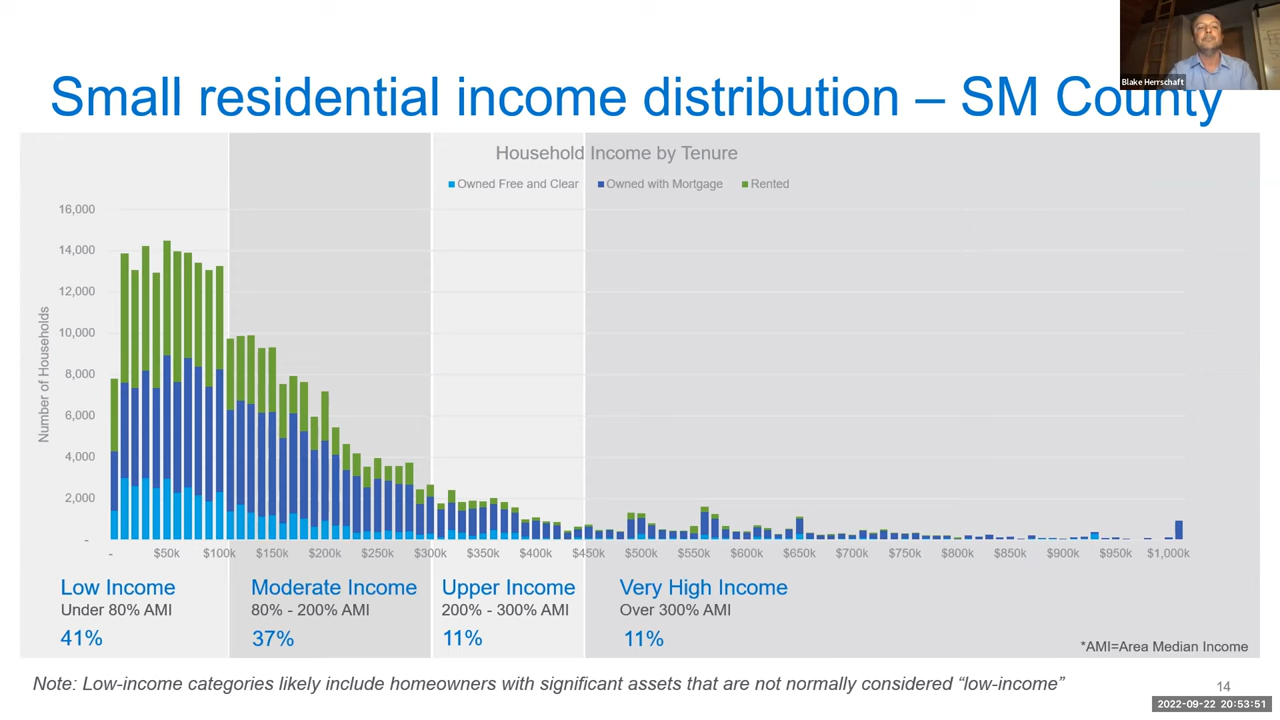 Blake Herrschaft
Small residential income distribution – SM County
Household Income by Tenure
Owned Free and Clear Owned with Mortgage Rented
Number of Households
16,000
14,000
12,000
10,000
8,000
6,000
4,000
2,000
-
- $50k $100k $150k $200k $250k $300k $350k $400k $450k $500k $550k $600k $650k $700k $750k $800k $850k $900k $950k $1,000k
Low Income Moderate Income Upper Income Very High Income
Under 80% AMI 80% - 200% AMI 200% - 300% AMI Over 300% AMI
41% 37% 11% 11%
*AMI=Area Median Income
Note: Low-income categories likely include homeowners with significant assets that are not normally considered “low-income”
14
2022-09-22 20:53:51